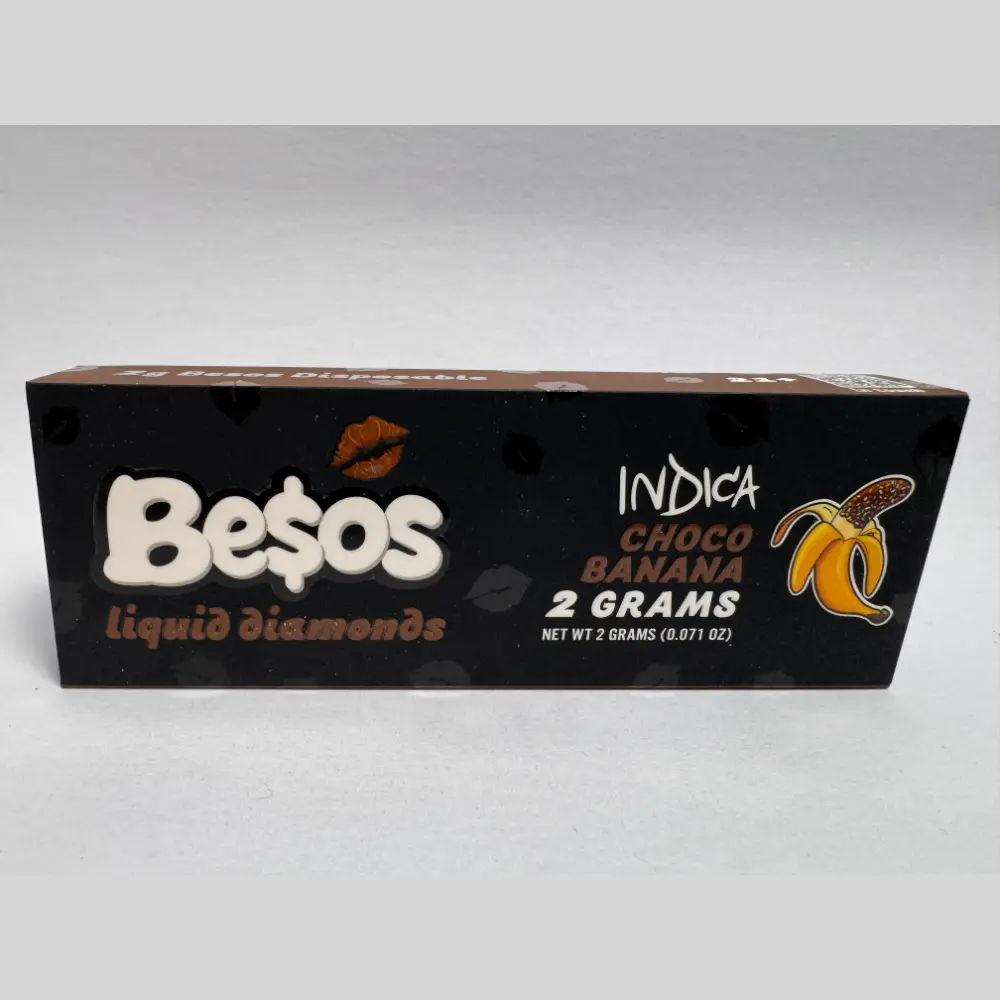 2g Besos Disposable
21+
Be$os
liquid diamonds
INDICA
CHOCO
BANANA
2 GRAMS
NET WT 2 GRAMS (0.071 OZ)